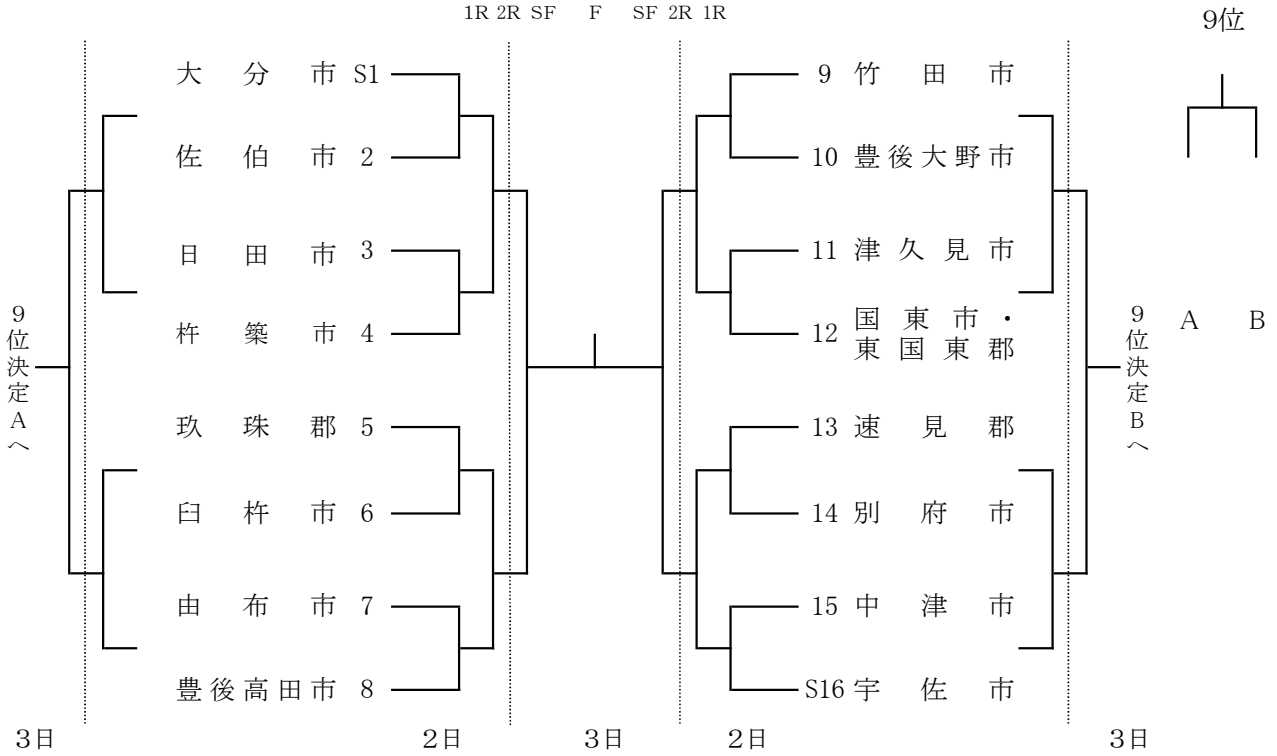 1R 2R SF F SF 2R 1R
9位
大分市 S1
佐伯市 2
日田市 3
杵築市 4
玖珠郡 5
臼杵市 6
由布市 7
豊後高田市 8
9 竹田市
10 豊後大野市
11 津久見市
12 国東市・
東国東郡
13 速見郡
14 別府市
15 中津市
S16 宇佐市
9位決定Aへ
9位決定Bへ
A B
3日 2日 3日 2日 3日